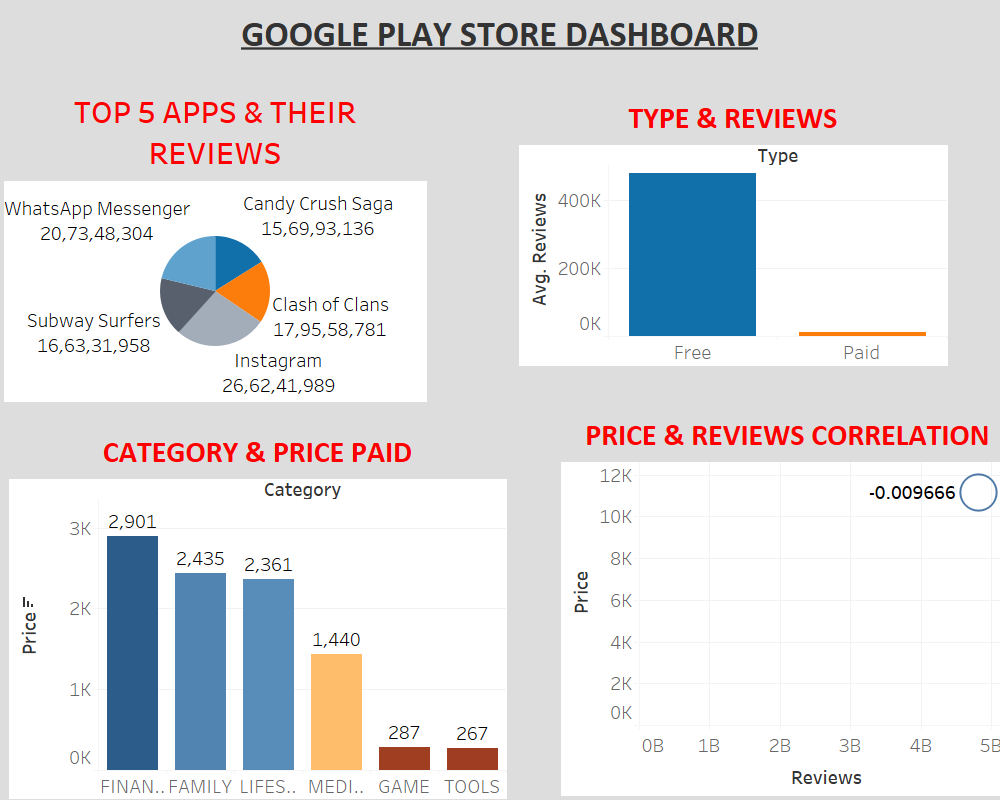 GOOGLE PLAY STORE DASHBOARD
TOP 5 APPS & THEIR
REVIEWS
WhatsApp Messenger
20,73,48,304
Candy Crush Saga
15,69,93,136
Subway Surfers
16,63,31,958
Clash of Clans
17,95,58,781
Instagram
26,62,41,989
TYPE & REVIEWS
Type
Avg. Reviews
400K
200K
0K
Free
Paid
CATEGORY & PRICE PAID
Category
Price
3K
2K
1K
0K
2,901
2,435
2,361
1,440
287
267
FINAN..
FAMILY
LIFES..
MEDI..
GAME
TOOLS
PRICE & REVIEWS CORRELATION
Price
12K
10K
8K
6K
4K
2K
0K
-0.009666
0B
1B
2B
3B
4B
5B
Reviews